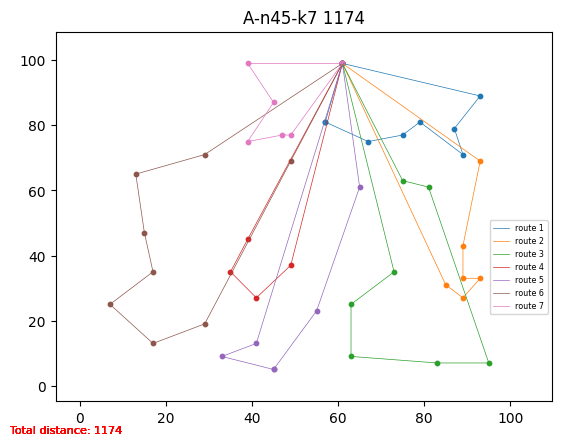 A-n45-k7 1174
100
80
60
40
20
0
0 20 40 60 80 100
route 1
route 2
route 3
route 4
route 5
route 6
route 7
Total distance: 1174